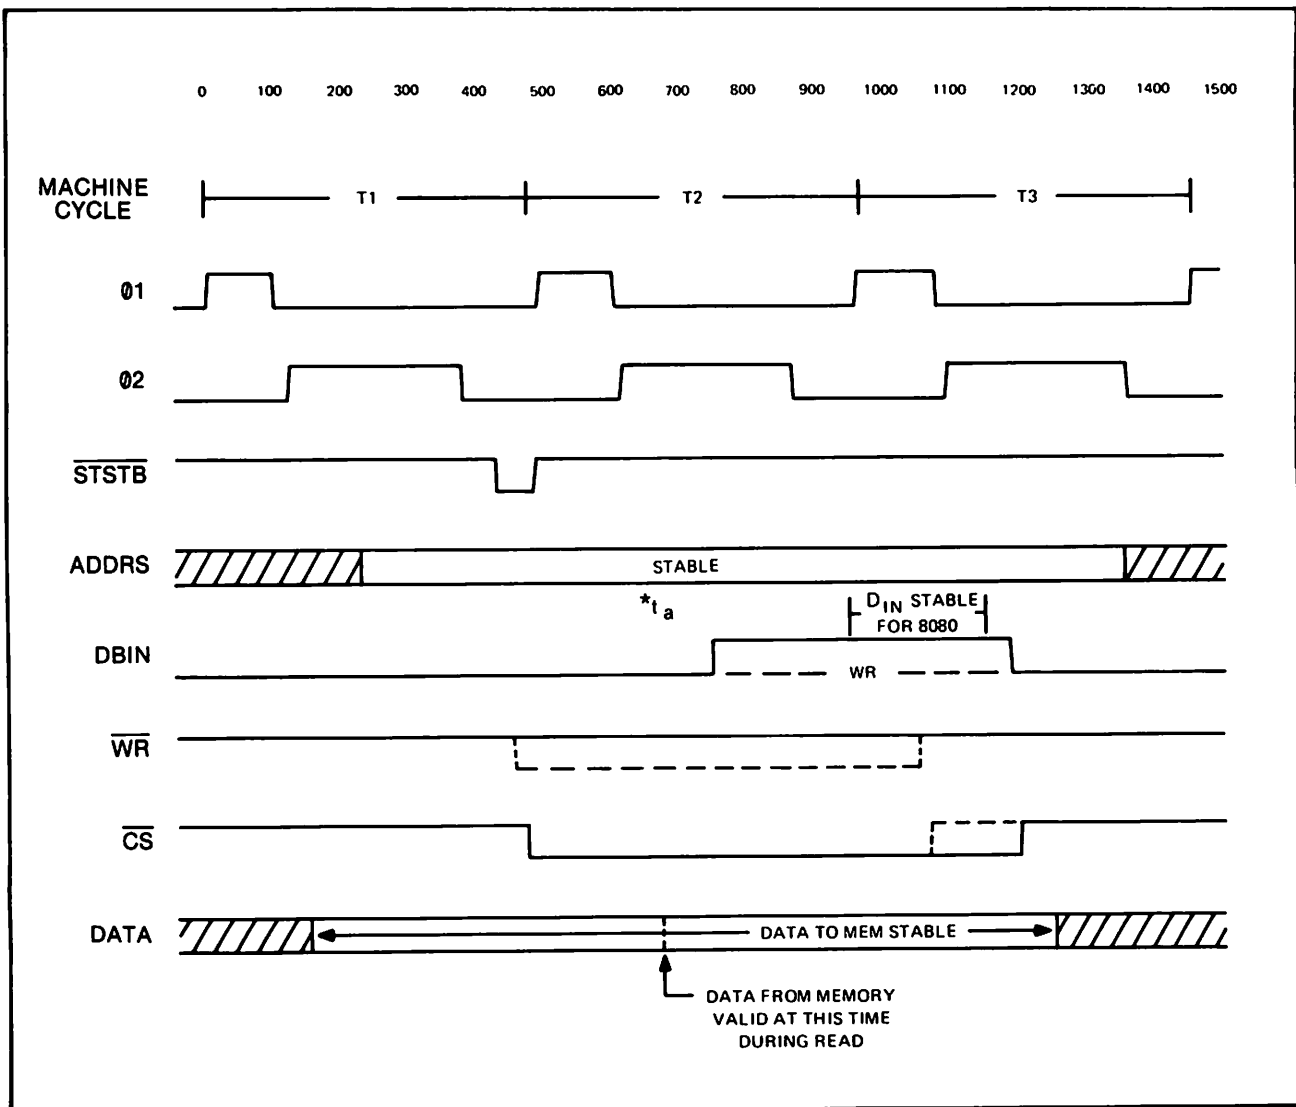 0 100 200 300 400 500 600 700 800 900 1000 1100 1200 1300 1400 1500
MACHINE
CYCLE
T1 T2 T3
Ø1
Ø2
STSTB
ADDRS
STABLE
*ta
DIN STABLE
FOR 8080
DBIN
WR
WR
CS
DATA
DATA TO MEM STABLE
DATA FROM MEMORY
VALID AT THIS TIME
DURING READ